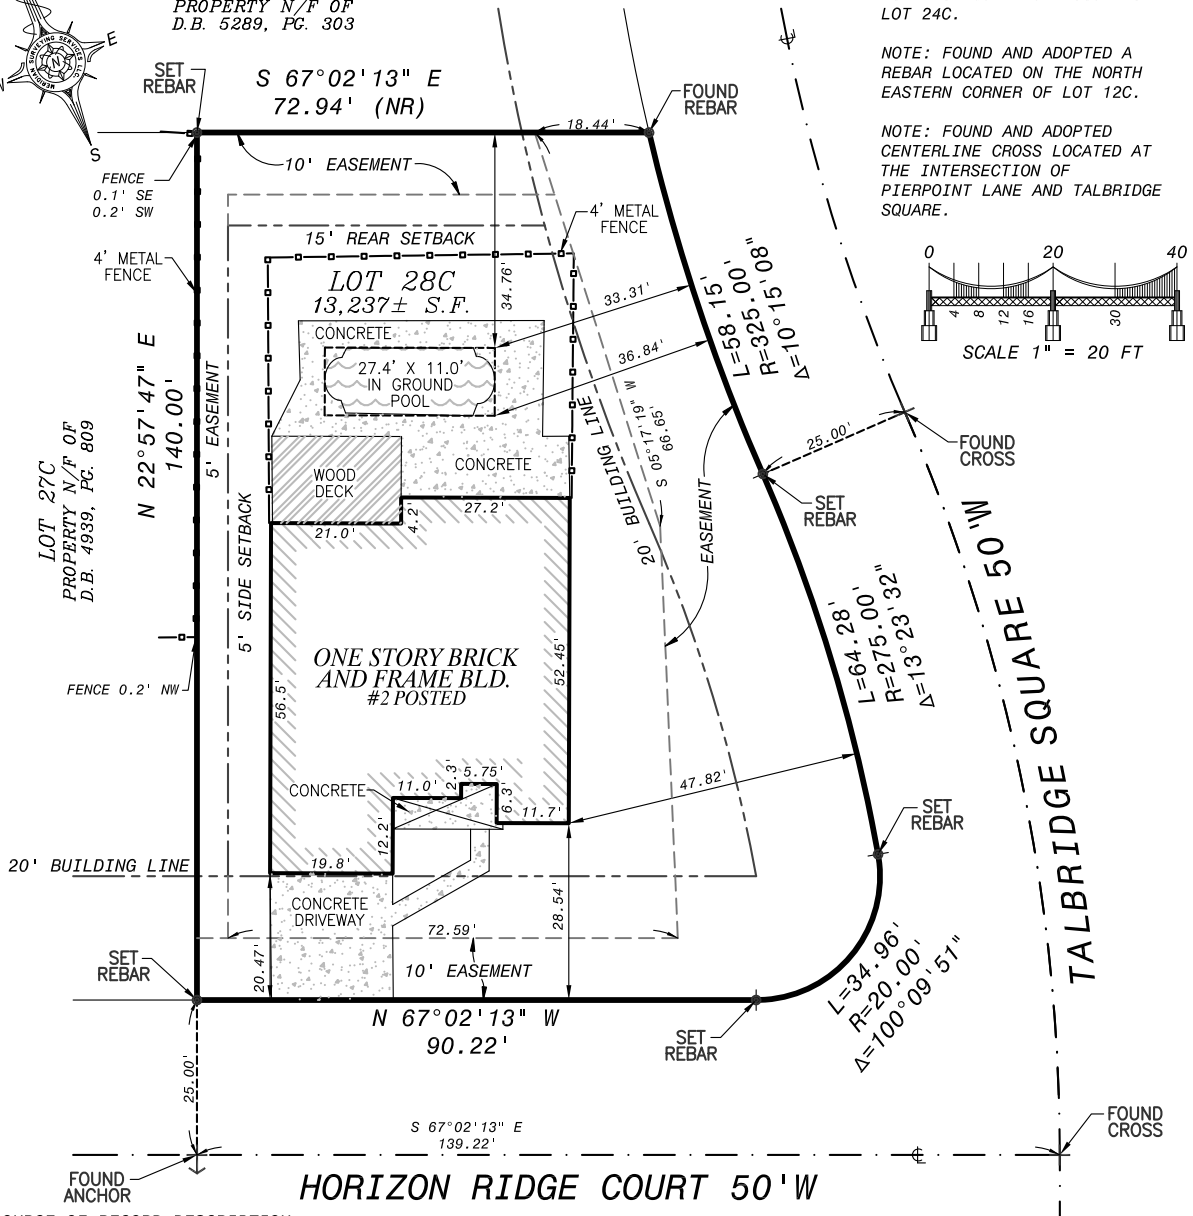 PROPERTY N/F OF
D.B. 5289, PG. 303
LOT 24C.
NOTE: FOUND AND ADOPTED A
REBAR LOCATED ON THE NORTH
EASTERN CORNER OF LOT 12C.
NOTE: FOUND AND ADOPTED
CENTERLINE CROSS LOCATED AT
THE INTERSECTION OF
PIERPOINT LANE AND TALBRIDGE
SQUARE.
MERIDIAN SURVEYING SERVICES LLC.
N
E
S
SET
REBAR
S 67°02'13" E
72.94' (NR)
FOUND
REBAR
18.44'
10' EASEMENT
FENCE
0.1' SE
0.2' SW
4' METAL
FENCE
4' METAL
FENCE
15' REAR SETBACK
LOT 28C
13,237± S.F.
34.76'
33.31'
36.84'
CONCRETE
27.4' X 11.0'
IN GROUND
POOL
L=58.15'
R=325.00'
Δ=10°15'08"
0
20
40
4
8
12
16
30
SCALE 1" = 20 FT
N 22°57'47" E
140.00'
5' EASEMENT
LOT 27C
PROPERTY N/F OF
D.B. 4939, PG. 809
S 05°17'19" W
66.65'
20' BUILDING LINE
EASEMENT
25.00'
FOUND
CROSS
SET
REBAR
WOOD
DECK
CONCRETE
21.0'
4.2'
27.2'
5' SIDE SETBACK
ONE STORY BRICK
AND FRAME BLD.
#2 POSTED
56.5'
52.45'
FENCE 0.2' NW
L=64.28'
R=275.00'
Δ=13°23'32"
TALBRIDGE SQUARE 50'W
CONCRETE
11.0'
2.3'
5.75'
6.3'
11.7'
12.2'
19.8'
47.82'
SET
REBAR
20' BUILDING LINE
CONCRETE
DRIVEWAY
72.59'
28.54'
20.47'
10' EASEMENT
SET
REBAR
L=34.96'
R=20.00'
Δ=100°09'51"
N 67°02'13" W
90.22'
SET
REBAR
25.00'
S 67°02'13" E
139.22'
FOUND
CROSS
FOUND
ANCHOR
HORIZON RIDGE COURT 50'W